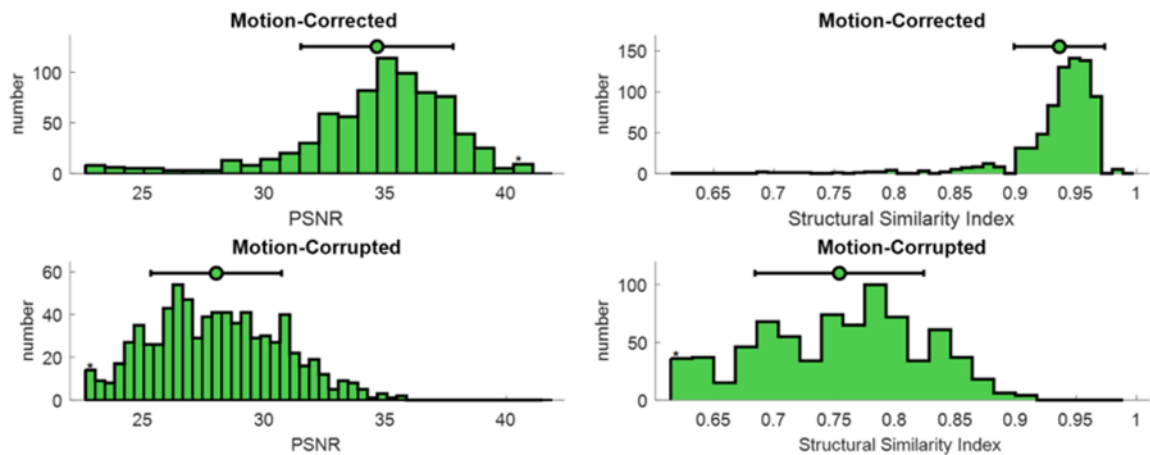 Motion-Corrected
number
100
50
0
25 30 35 40
PSNR
*
Motion-Corrected
number
150
100
50
0
0.65 0.7 0.75 0.8 0.85 0.9 0.95 1
Structural Similarity Index
Motion-Corrupted
number
60
40
20
0
25 30 35 40
PSNR
*
Motion-Corrupted
number
100
50
0
0.65 0.7 0.75 0.8 0.85 0.9 0.95 1
Structural Similarity Index
*